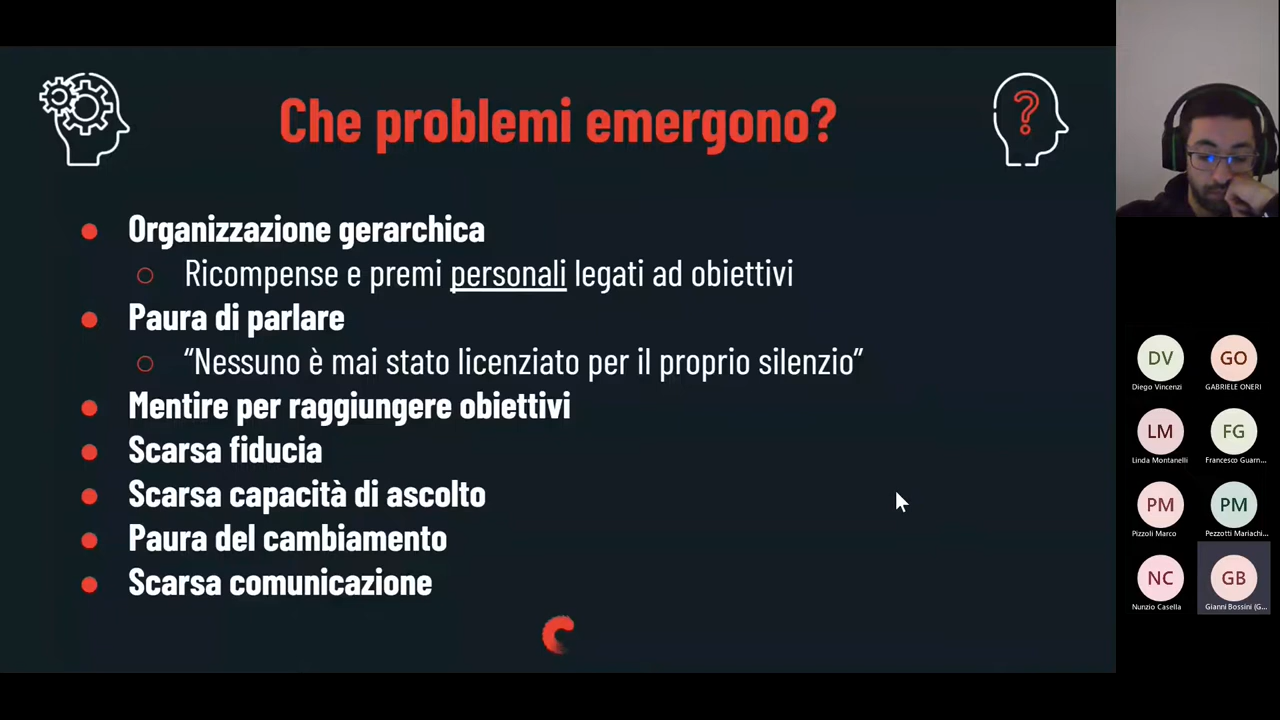 Che problemi emergono?
Organizzazione gerarchica
Ricompense e premi personali legati ad obiettivi
Paura di parlare
“Nessuno è mai stato licenziato per il proprio silenzio”
Mentire per raggiungere obiettivi
Scarsa fiducia
Scarsa capacità di ascolto
Paura del cambiamento
Scarsa comunicazione
DV GO
Diego Vincenzi GABRIELE ONERI
LM FG
Linda Montanelli Francesco Guarn...
PM PM
Pizzoli Marco Pezzotti Mariachi...
NC GB
Nunzio Casella Gianni Bossini (G...